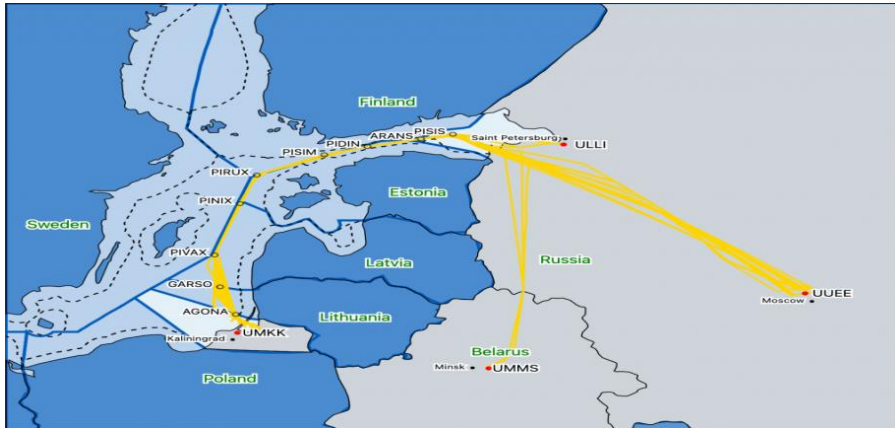 Finland
PISIS
ARANS
Saint Petersburg
ULLI
PIDIN
PISIM
PIRUX
Estonia
PINIX
Sweden
PIVAX
Latvia
Russia
GARSO
UUEE
Moscow
AGONA
Lithuania
UMKK
Kaliningrad
Belarus
Minsk
UMMS
Poland